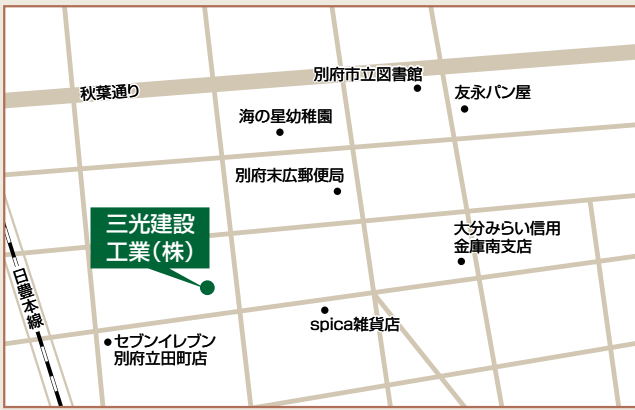 別府市立図書館
秋葉通り
友永パン屋
海の星幼稚園
別府末広郵便局
三光建設
工業(株)
大分みらい信用
金庫南支店
日豊本線
spica雑貨店
セブンイレブン
別府立田町店